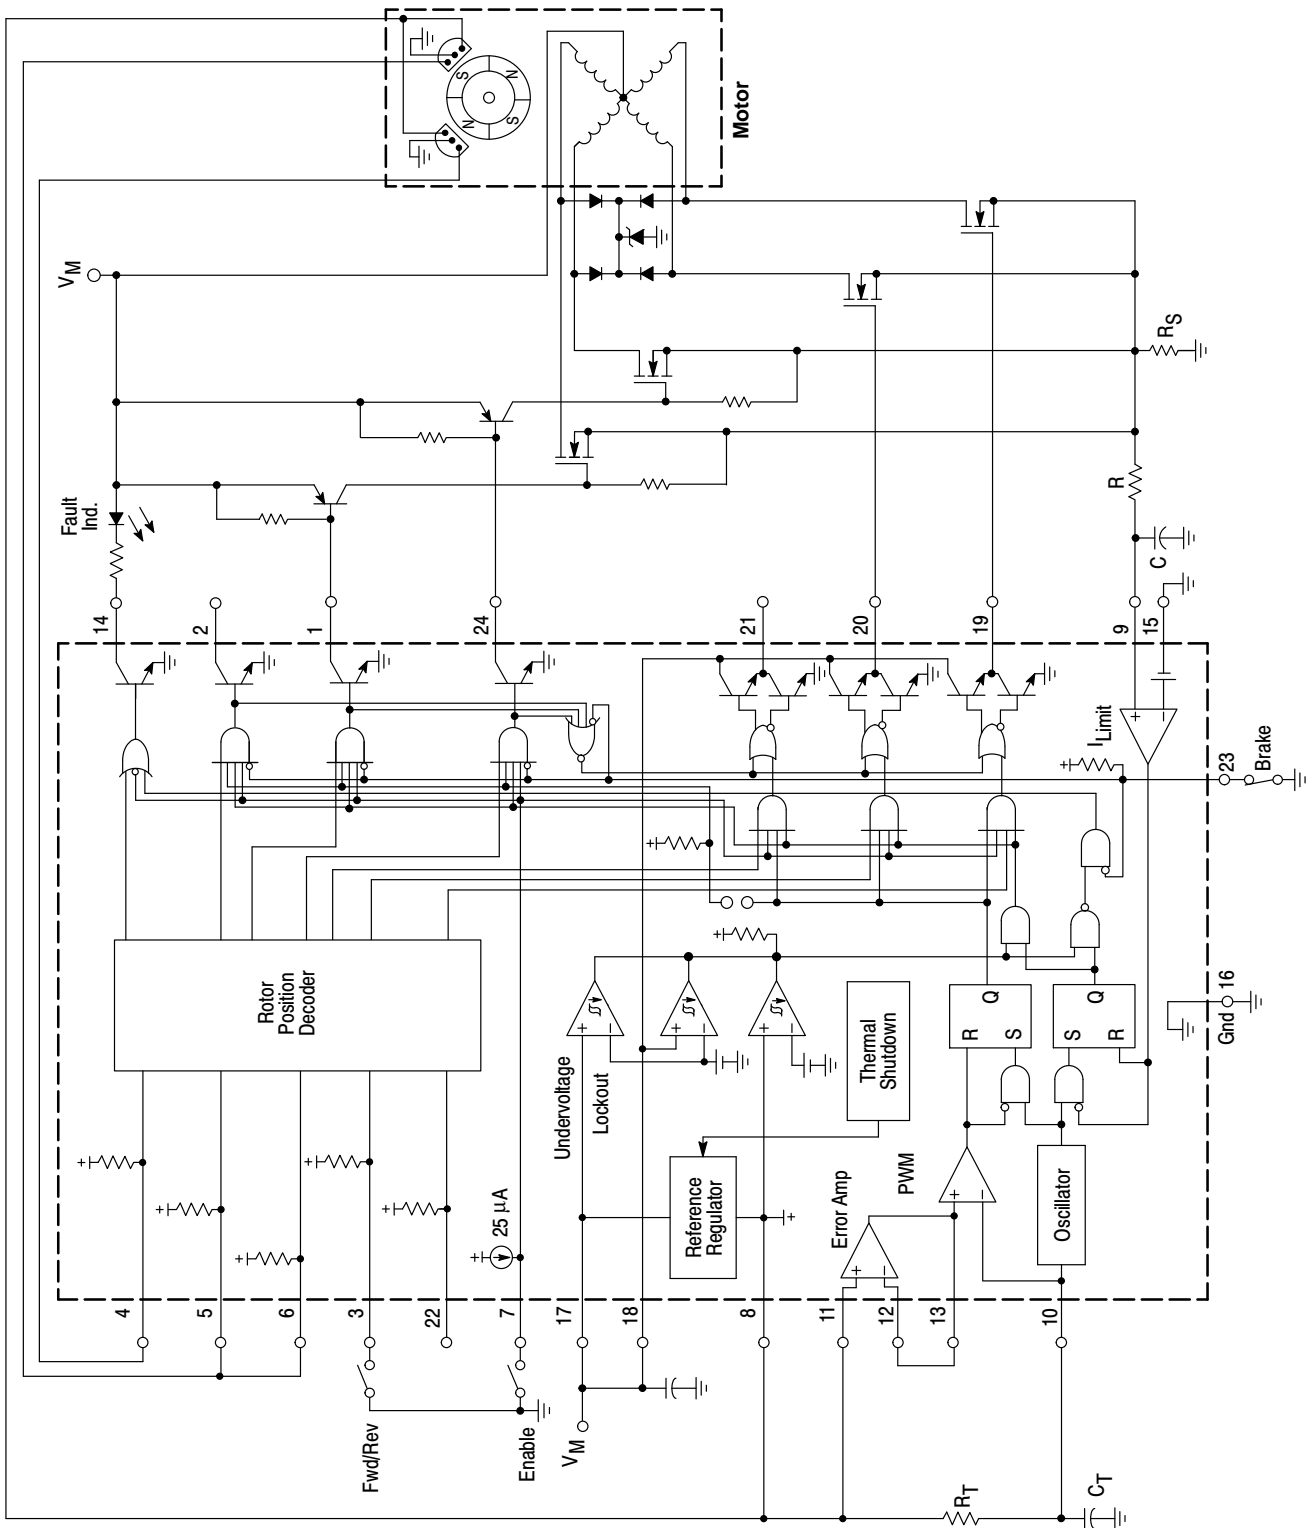 Motor
S
N
S
N
VM
Fault
Ind.
RS
R
C
14
2
1
24
21
20
19
9
15
+
–
ILimit
+
23
Brake
+
+
Rotor
Position
Decoder
Undervoltage
Lockout
+
–
+
–
+
–
Thermal
Shutdown
Q
R
S
Q
S
R
Gnd 16
+
+
+
+
+
+
25 µA
Reference
Regulator
+
Error Amp
+
–
PWM
+
–
Oscillator
4
5
6
3
22
7
17
18
8
11
12
13
10
Fwd/Rev
Enable
VM
RT
CT